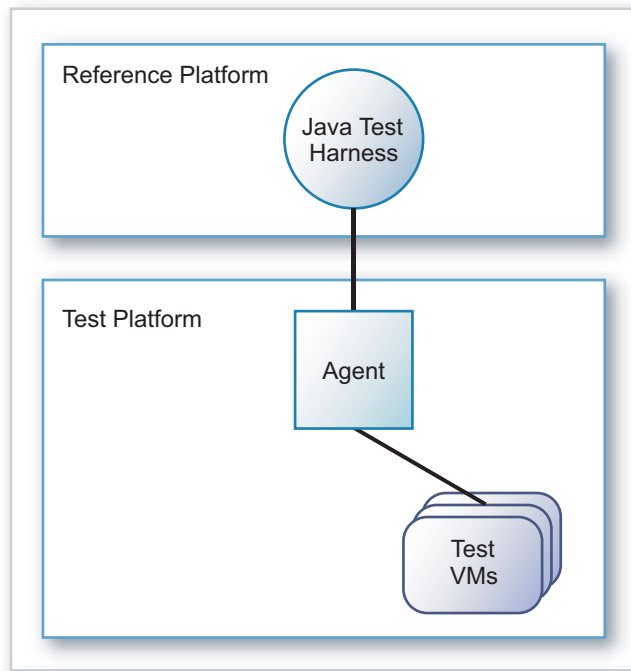 Reference Platform
Java Test
Harness
Test Platform
Agent
Test
VMs